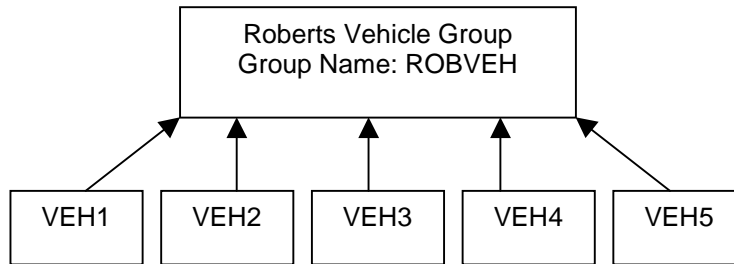 Roberts Vehicle Group
Group Name: ROBVEH
VEH1 VEH2 VEH3 VEH4 VEH5